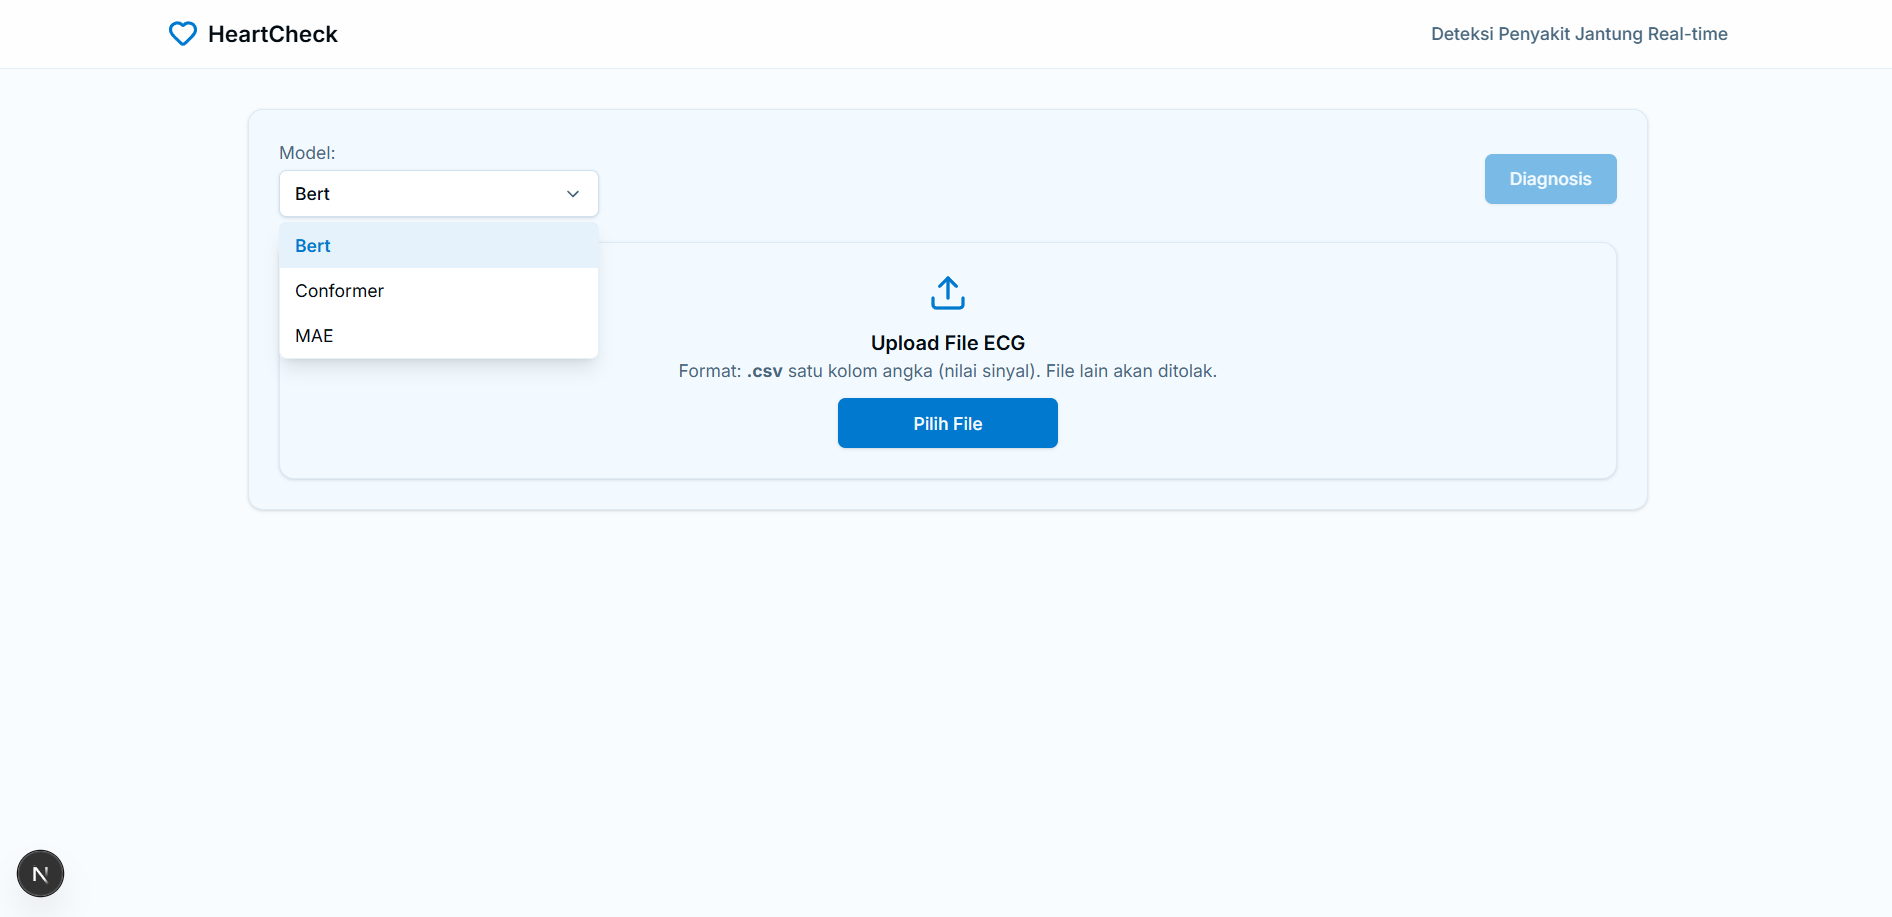 HeartCheck
Deteksi Penyakit Jantung Real-time
Model:
Bert
Diagnosis
Bert
Conformer
MAE
Upload File ECG
Format: .csv satu kolom angka (nilai sinyal). File lain akan ditolak.
Pilih File
N